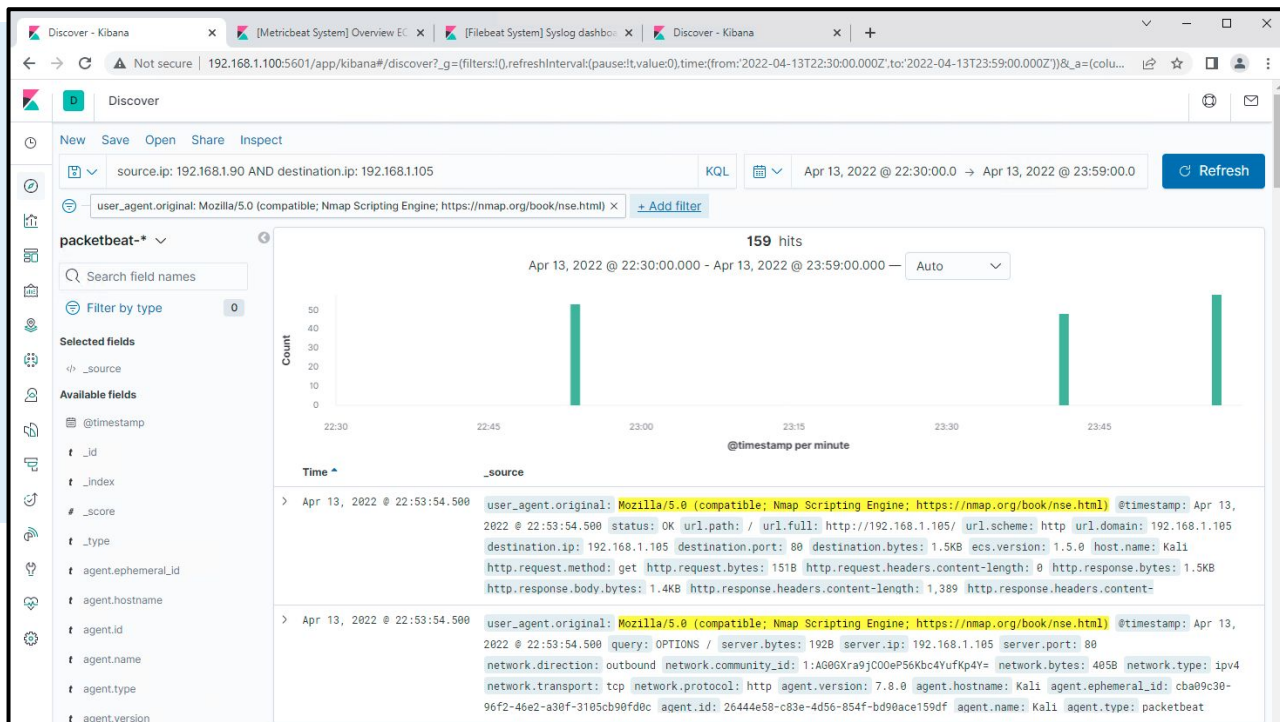 Discover - Kibana
[Metricbeat System] Overview EC
[Filebeat System] Syslog dashboa
Discover - Kibana
Not secure | 192.168.1.100:5601/app/kibana#/discover?_g=(filters:!(),refreshInterval:(pause:!t,value:0),time:(from:'2022-04-13T22:30:00.000Z',to:'2022-04-13T23:59:00.000Z'))&_a=(colu...
D Discover
New Save Open Share Inspect
source.ip: 192.168.1.90 AND destination.ip: 192.168.1.105 KQL Apr 13, 2022 @ 22:30:00.0 → Apr 13, 2022 @ 23:59:00.0 Refresh
user_agent.original: Mozilla/5.0 (compatible; Nmap Scripting Engine; https://nmap.org/book/nse.html) × + Add filter
packetbeat-*
Search field names
Filter by type 0
Selected fields
</> _source
Available fields
@timestamp
t _id
t _index
# _score
t _type
t agent.ephemeral_id
t agent.hostname
t agent.id
t agent.name
t agent.type
t agent.version
159 hits
Apr 13, 2022 @ 22:30:00.000 - Apr 13, 2022 @ 23:59:00.000 — Auto
Count
50
40
30
20
10
0
22:30 22:45 23:00 23:15 23:30 23:45
@timestamp per minute
Time _source
Apr 13, 2022 @ 22:53:54.500 user_agent.original: Mozilla/5.0 (compatible; Nmap Scripting Engine; https://nmap.org/book/nse.html) @timestamp: Apr 13,
2022 @ 22:53:54.500 status: OK url.path: / url.full: http://192.168.1.105/ url.scheme: http url.domain: 192.168.1.105
destination.ip: 192.168.1.105 destination.port: 80 destination.bytes: 1.5KB ecs.version: 1.5.0 host.name: Kali
http.request.method: get http.request.bytes: 151B http.request.headers.content-length: 0 http.response.bytes: 1.5KB
http.response.body.bytes: 1.4KB http.response.headers.content-length: 1,389 http.response.headers.content-
Apr 13, 2022 @ 22:53:54.500 user_agent.original: Mozilla/5.0 (compatible; Nmap Scripting Engine; https://nmap.org/book/nse.html) @timestamp: Apr 13,
2022 @ 22:53:54.500 query: OPTIONS / server.bytes: 192B server.ip: 192.168.1.105 server.port: 80
network.direction: outbound network.community_id: 1:AG0GXra9jCOOeP56Kbc4YufKp4Y= network.bytes: 405B network.type: ipv4
network.transport: tcp network.protocol: http agent.version: 7.8.0 agent.hostname: Kali agent.ephemeral_id: cba09c30-
96f2-46e2-a30f-3105cb90fd0c agent.id: 26444e58-c83e-4d56-854f-bd90ace159df agent.name: Kali agent.type: packetbeat